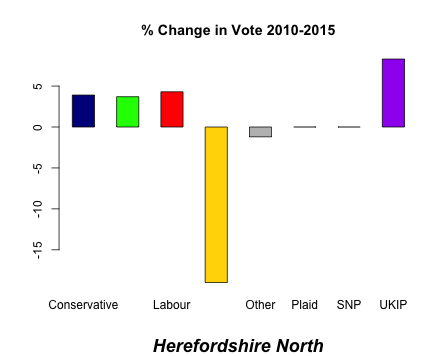 % Change in Vote 2010-2015
5
0
-5
-10
-15
Conservative Labour Other Plaid SNP UKIP
Herefordshire North